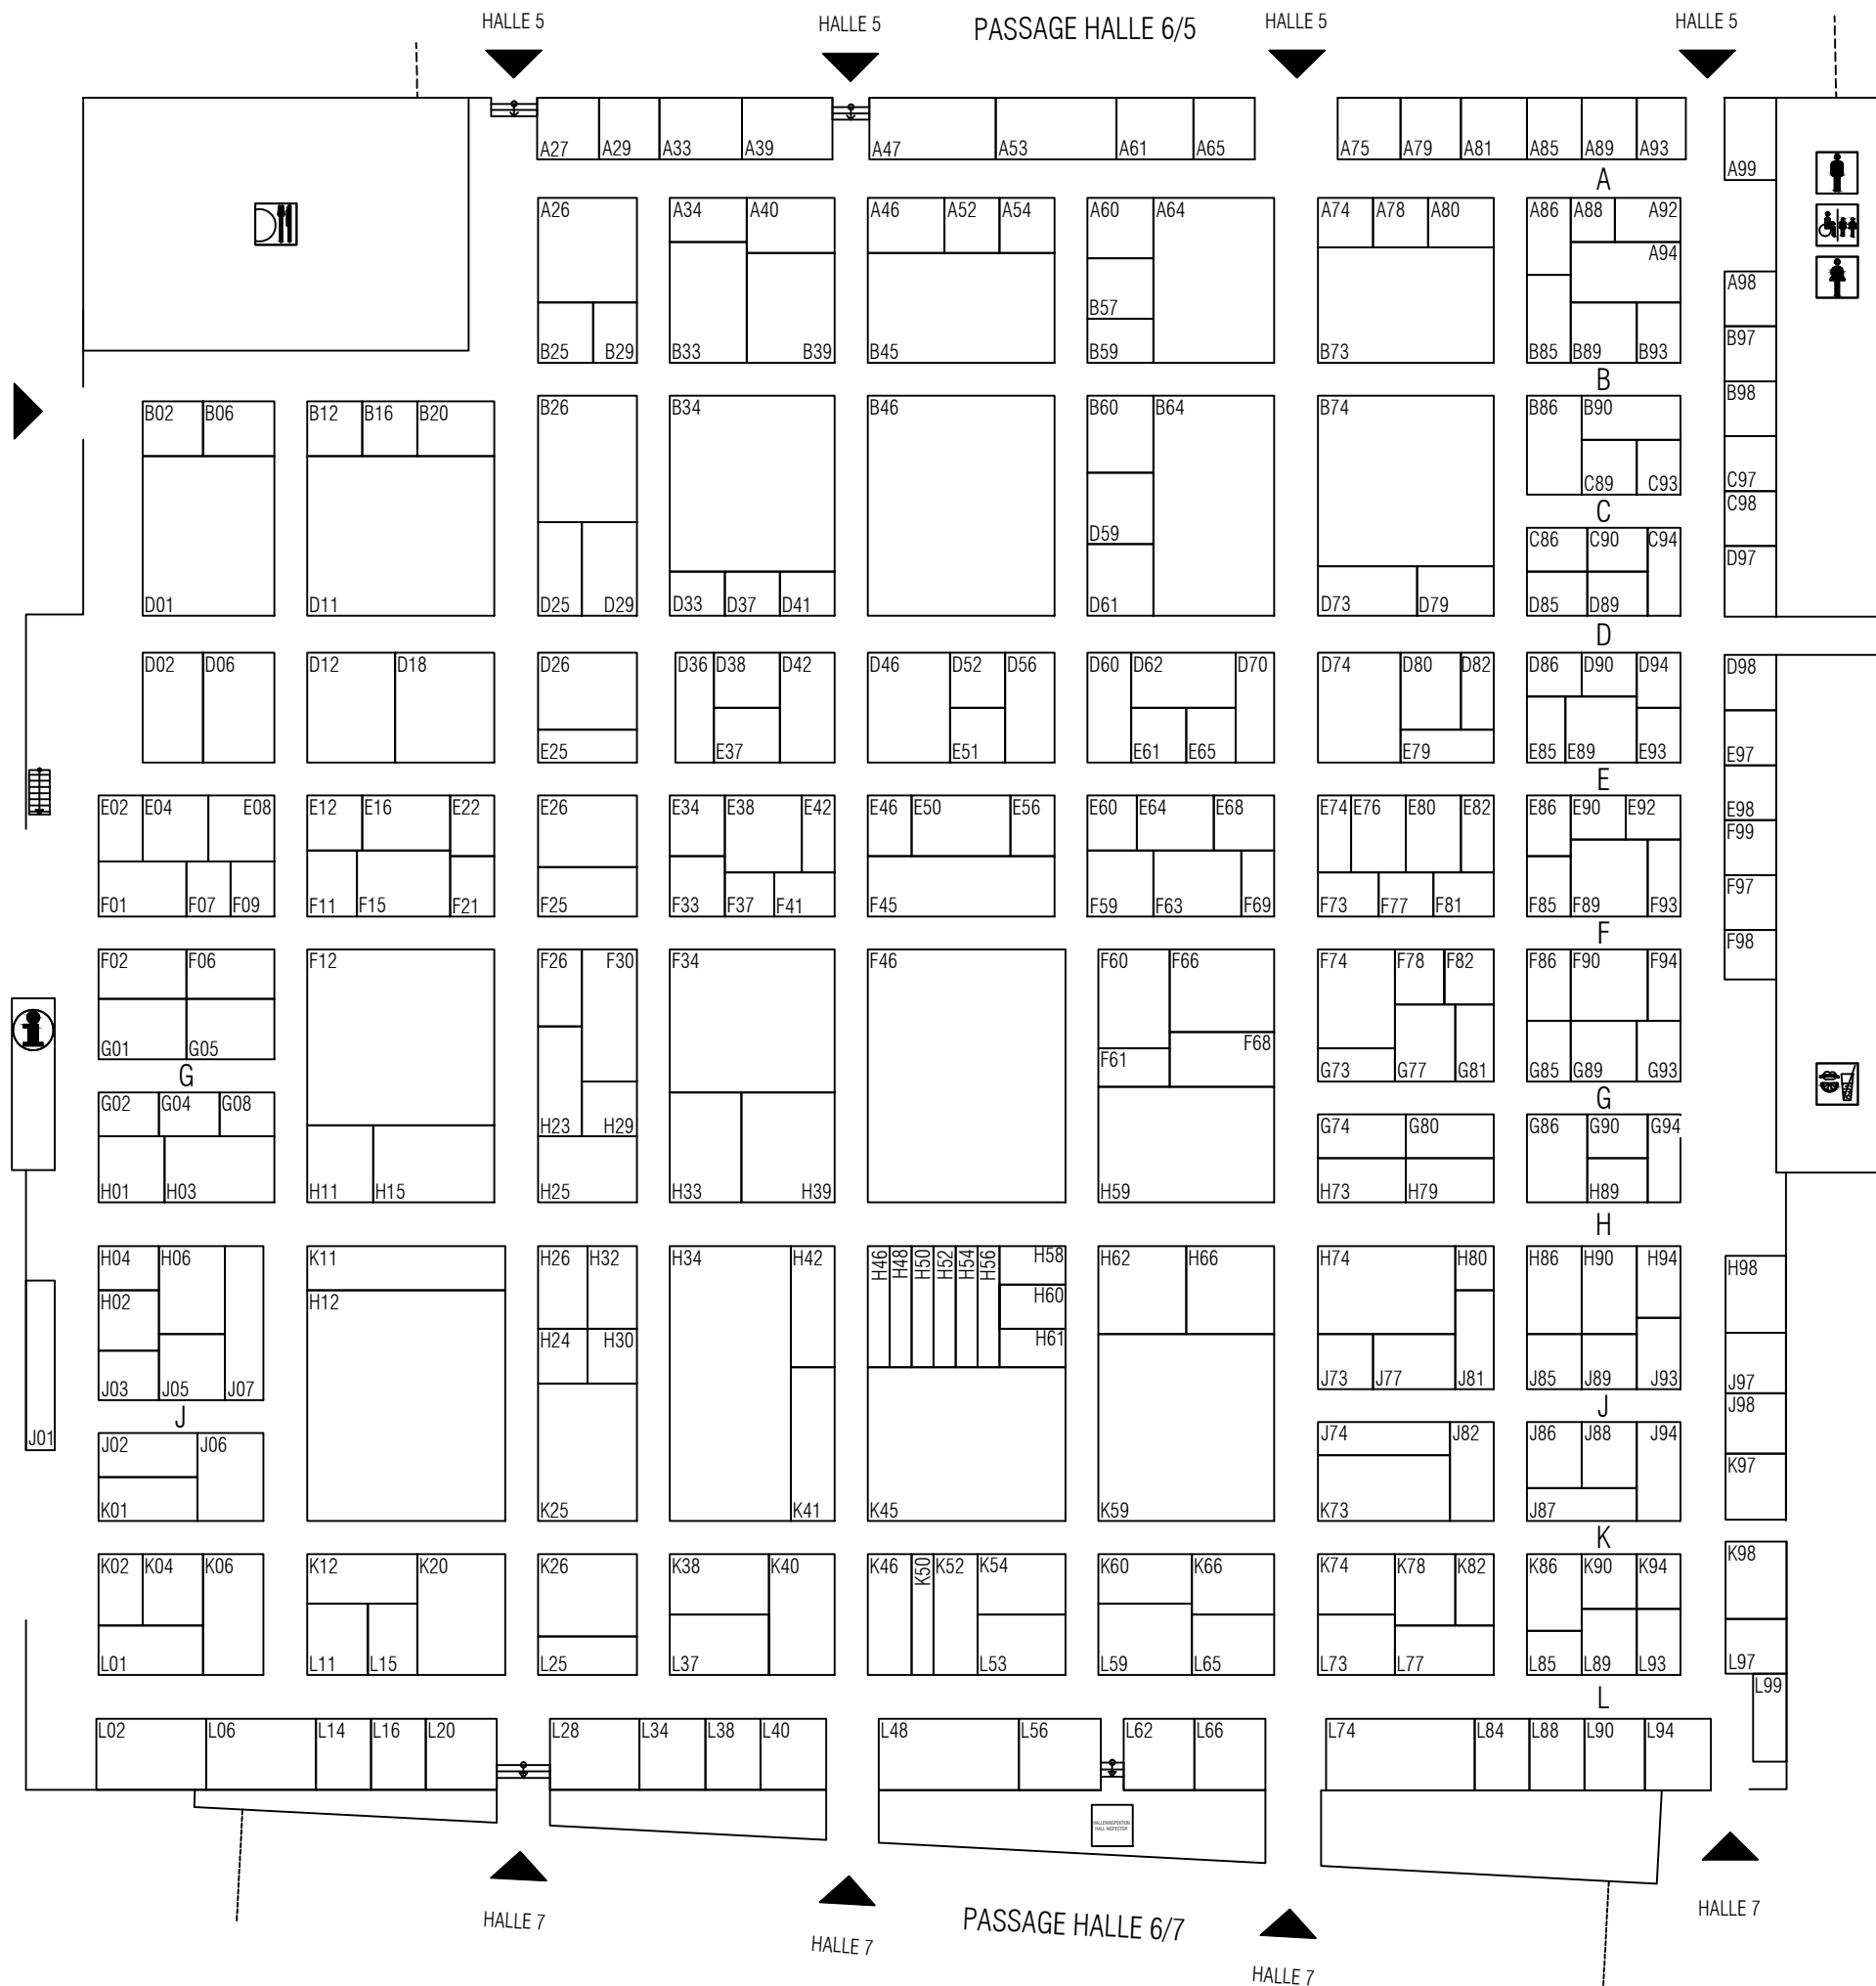 HALLE 5 HALLE 5 PASSAGE HALLE 6/5 HALLE 5 HALLE 5
A27 A29 A33 A39 A47 A53 A61 A65 A75 A79 A81 A85 A89 A93 A99
A
A26 A34 A40 A46 A52 A54 A60 A64 A74 A78 A80 A86 A88 A92
A94
A98
B57
B97
B25 B29 B33 B39 B45 B59 B73 B85 B89 B93
B
B98
B02 B06 B12 B16 B20 B26 B34 B46 B60 B64 B74 B86 B90
C89 C93 C97
C98
C
D59 C86 C90 C94
D97
D01 D11 D25 D29 D33 D37 D41 D61 D73 D79 D85 D89
D
D02 D06 D12 D18 D26 D36 D38 D42 D46 D52 D56 D60 D62 D70 D74 D80 D82 D86 D90 D94 D98
E25 E37 E51 E61 E65 E79 E85 E89 E93 E97
E
E02 E04 E08 E12 E16 E22 E26 E34 E38 E42 E46 E50 E56 E60 E64 E68 E74 E76 E80 E82 E86 E90 E92 E98
F99
F97
F01 F07 F09 F11 F15 F21 F25 F33 F37 F41 F45 F59 F63 F69 F73 F77 F81 F85 F89 F93
F
F98
F02 F06 F12 F26 F30 F34 F46 F60 F66 F74 F78 F82 F86 F90 F94
F68
G01 G05 F61 G73 G77 G81 G85 G89 G93
G G
G02 G04 G08 H23 H29 G74 G80 G86 G90 G94
H01 H03 H11 H15 H25 H33 H39 H59 H73 H79 H89
H
H04 H06 K11 H26 H32 H34 H42 H46 H48 H50 H52 H54 H56 H58 H62 H66 H74 H80 H86 H90 H94 H98
H02 H12 H60
H24 H30 H61
J03 J05 J07 J73 J77 J81 J85 J89 J93 J97
J J
J98
J01 J02 J06 J74 J82 J86 J88 J94
K97
K01 K25 K41 K45 K59 K73 J87
K
K98
K02 K04 K06 K12 K20 K26 K38 K40 K46 K50 K52 K54 K60 K66 K74 K78 K82 K86 K90 K94
L01 L11 L15 L25 L37 L53 L59 L65 L73 L77 L85 L89 L93 L97
L99
L
L02 L06 L14 L16 L20 L28 L34 L38 L40 L48 L56 L62 L66 L74 L84 L88 L90 L94
HALLENINSPEKTION
HALL INSPECTOR
HALLE 7 HALLE 7 PASSAGE HALLE 6/7 HALLE 7 HALLE 7